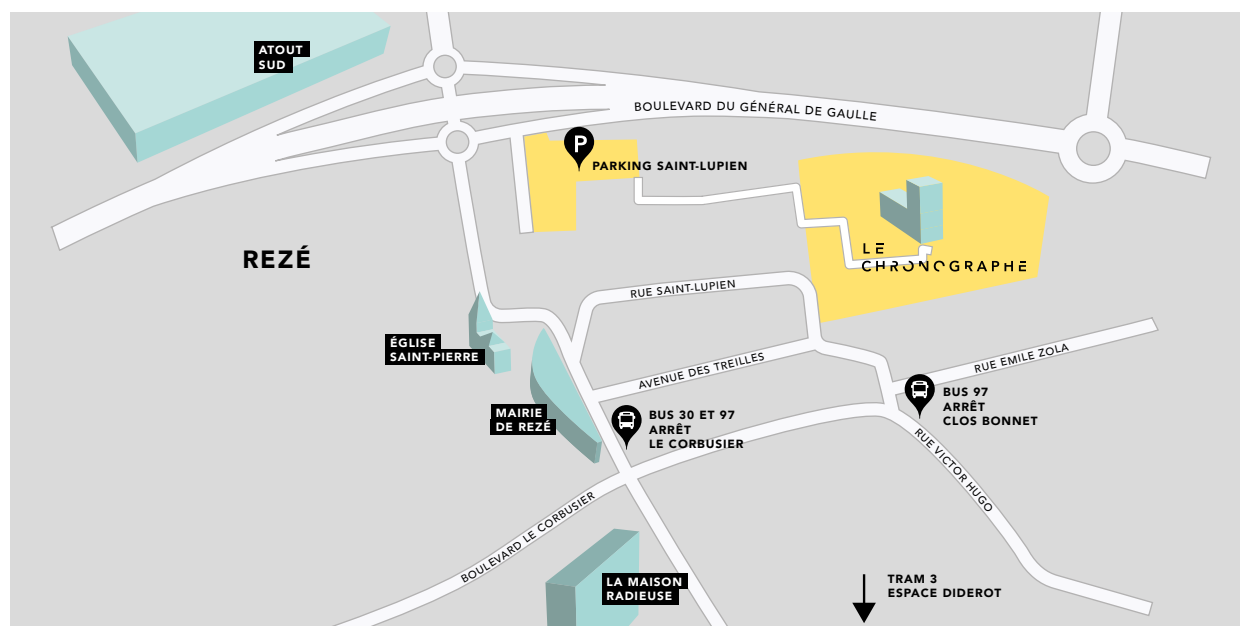 ATOUT
SUD
BOULEVARD DU GÉNÉRAL DE GAULLE
P
PARKING SAINT-LUPIEN
REZÉ
LE
CHRONOGRAPHE
RUE SAINT-LUPIEN
ÉGLISE
SAINT-PIERRE
AVENUE DES TREILLES
RUE EMILE ZOLA
MAIRIE
DE REZÉ
BUS 30 ET 97
ARRÊT
LE CORBUSIER
BUS 97
ARRÊT
CLOS BONNET
RUE VICTOR HUGO
BOULEVARD LE CORBUSIER
LA MAISON
RADIEUSE
TRAM 3
ESPACE DIDEROT